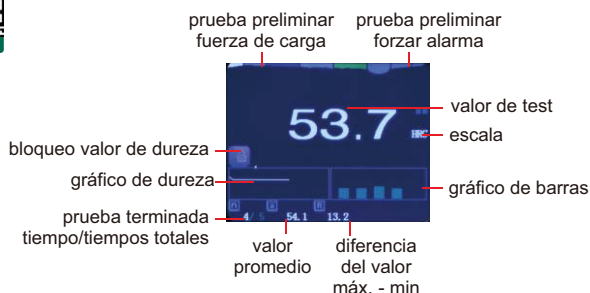 prueba preliminar
fuerza de carga
prueba preliminar
forzar alarma
53.7
valor de test
HRC
escala
bloqueo valor de dureza
gráfico de dureza
gráfico de barras
prueba terminada
tiempo/tiempos totales
4/ 5 54.1 13.2
valor
promedio
diferencia
del valor
máx. - min